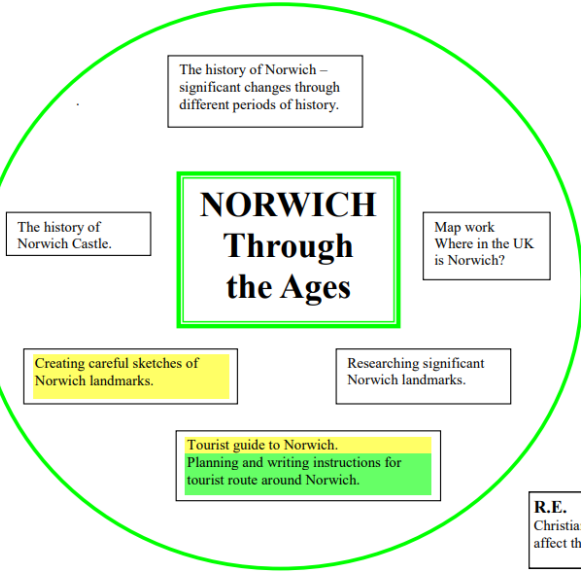 The history of Norwich –
significant changes through
different periods of history.
NORWICH
Through
the Ages
The history of
Norwich Castle.
Map work
Where in the UK
is Norwich?
Creating careful sketches of
Norwich landmarks.
Researching significant
Norwich landmarks.
Tourist guide to Norwich.
Planning and writing instructions for
tourist route around Norwich.
R.E.
affect